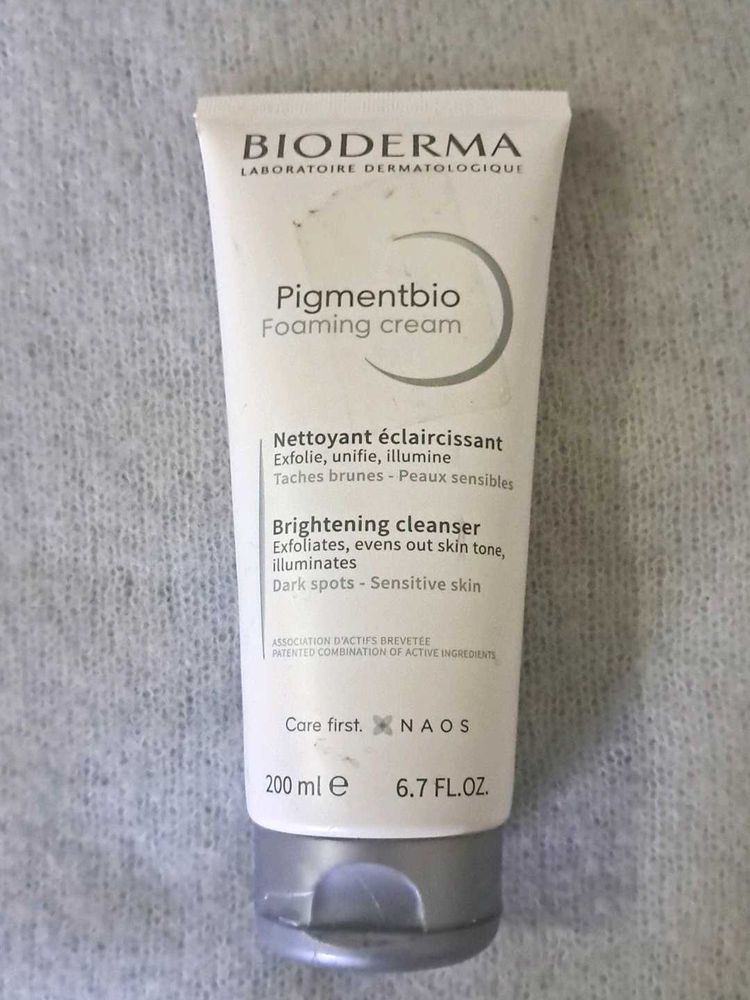 BIODERMA
LABORATOIRE DERMATOLOGIQUE
Pigmentbio
Foaming cream
Nettoyant éclaircissant
Exfolie, unifie, illumine
Taches brunes - Peaux sensibles
Brightening cleanser
Exfoliates, evens out skin tone,
illuminates
Dark spots - Sensitive skin
ASSOCIATION D'ACTIFS BREVETÉE
PATENTED COMBINATION OF ACTIVE INGREDIENTS
Care first. NAOS
200 ml ℮ 6.7 FL.OZ.